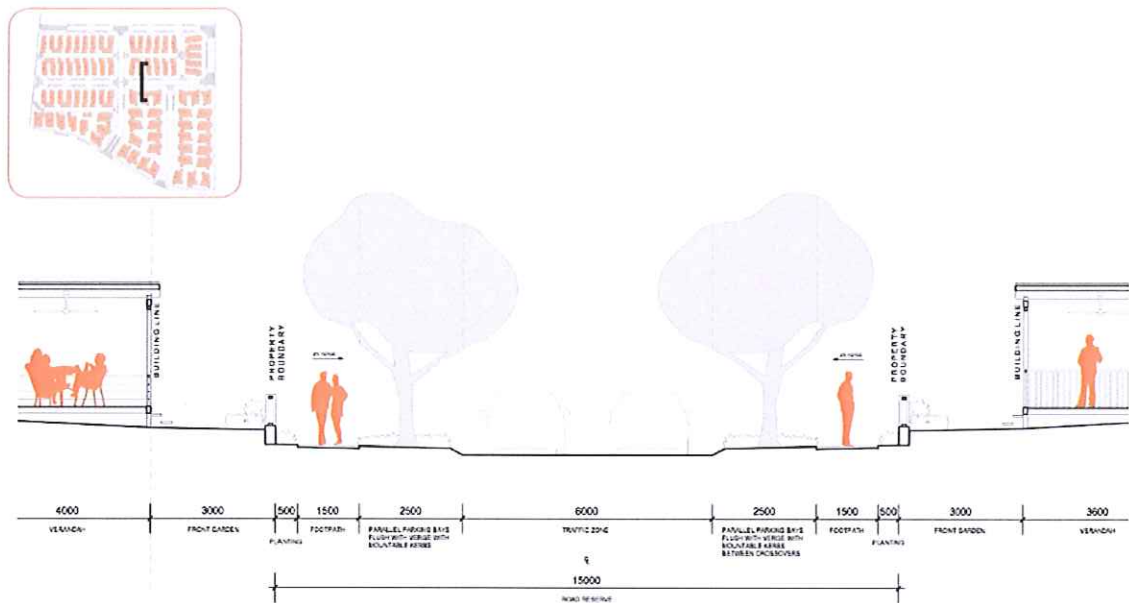 BUILDING LINE
PROPERTY
BOUNDARY
PROPERTY
BOUNDARY
BUILDING LINE
4000
3000
500
1500
2500
6000
2500
1500
500
3000
3600
VERANDAH
FRONT GARDEN
PLANTING
FOOTPATH
PARALLEL PARKING BAYS
FLUSH WITH VERGE WITH
MOUNTABLE KERBS
TRAFFIC ZONE
PARALLEL PARKING BAYS
FLUSH WITH VERGE WITH
MOUNTABLE KERBS
BETWEEN CROSSOVERS
FOOTPATH
PLANTING
FRONT GARDEN
VERANDAH
15000
ROAD RESERVE